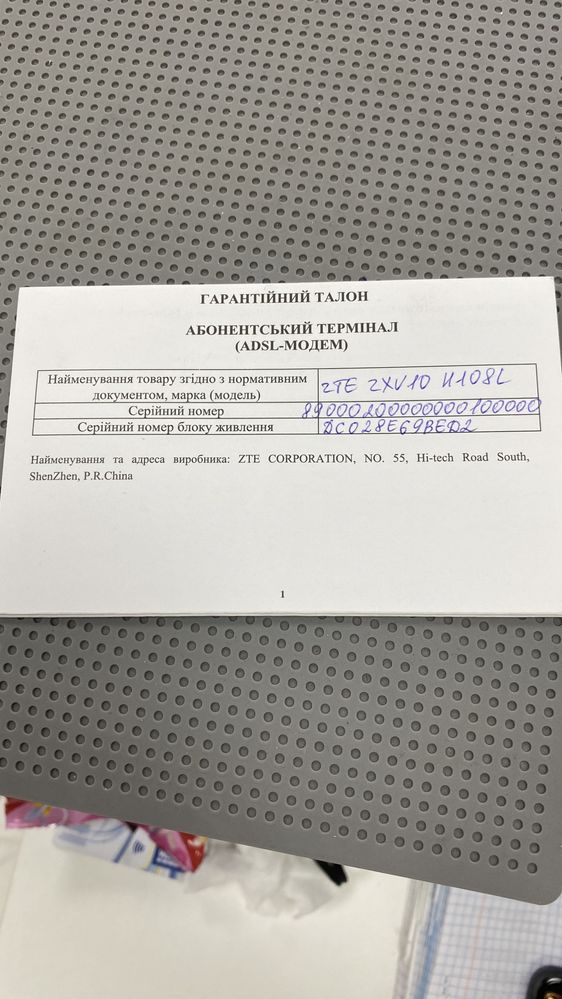 ГАРАНТІЙНИЙ ТАЛОН
АБОНЕНТСЬКИЙ ТЕРМІНАЛ
(ADSL-МОДЕМ)
Найменування товару згідно з нормативним
документом, марка (модель)
ZTE ZXV10 H108L
Серійний номер
89000200000000100000
Серійний номер блоку живлення
DC028E69BED2
Найменування та адреса виробника: ZTE CORPORATION, NO. 55, Hi-tech Road South,
ShenZhen, P.R.China
1